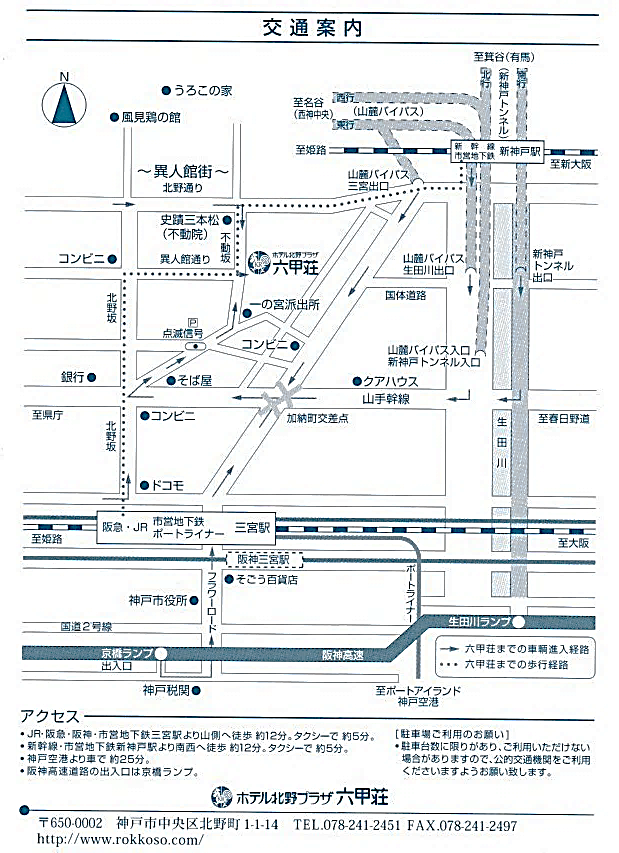 交通案内
至箕谷(有馬)
N
うろこの家
北行
(新神戸トンネル)
南行
至名谷
(西神中央)
西行
(山麓バイパス)
東行
風見鶏の館
至姫路
新幹線
市営地下鉄
新神戸駅
至新大阪
〜異人館街〜
北野通り
山麓バイパス
三宮出口
史蹟三本松
(不動院)
不動坂
コンビニ
異人館通り
ホテル北野プラザ
六甲荘
山麓バイパス
生田川出口
新神戸
トンネル
出口
国体道路
北野坂
一の宮派出所
P
点滅信号
コンビニ
山麓バイパス入口
新神戸トンネル入口
銀行
そば屋
クアハウス
山手幹線
至県庁
コンビニ
加納町交差点
至春日野道
北野坂
生田川
ドコモ
阪急・JR
市営地下鉄
ポートライナー
三宮駅
至姫路
至大阪
阪神三宮駅
そごう百貨店
フラワーロード
ポートライナー
神戸市役所
国道2号線
生田川ランプ
京橋ランプ
出入口
阪神高速
六甲荘までの車輌進入経路
六甲荘までの歩行経路
神戸税関
至ポートアイランド
神戸空港
アクセス
・JR・阪急・阪神・市営地下鉄三宮駅より山側へ徒歩 約12分。タクシーで 約5分。
・新幹線・市営地下鉄新神戸駅より南西へ徒歩 約12分。タクシーで 約5分。
・神戸空港より車で 約25分。
・阪神高速道路の出入口は京橋ランプ。
[駐車場ご利用のお願い]
・駐車台数に限りがあり、ご利用いただけない
場合がありますので、公的交通機関をご利用
くださいますようお願い致します。
ホテル北野プラザ 六甲荘
〒650-0002 神戸市中央区北野町1-1-14 TEL.078-241-2451 FAX.078-241-2497
http://www.rokkoso.com/